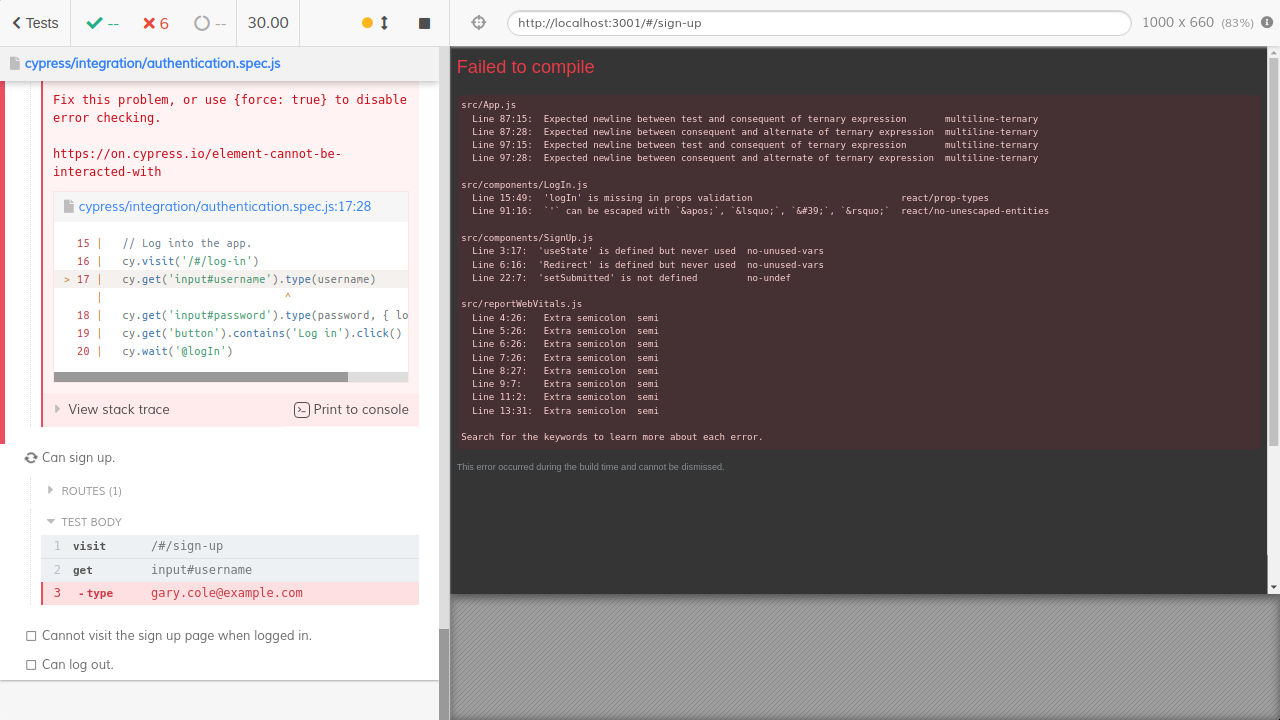 Tests
--
6
--
30.00
http://localhost:3001/#/sign-up
1000 x 660 (83%)
cypress/integration/authentication.spec.js
Fix this problem, or use {force: true} to disable
error checking.
https://on.cypress.io/element-cannot-be-
interacted-with
cypress/integration/authentication.spec.js:17:28
15 | // Log into the app.
16 | cy.visit('/#/log-in')
> 17 | cy.get('input#username').type(username)
| ^
18 | cy.get('input#password').type(password, { lo
19 | cy.get('button').contains('Log in').click()
20 | cy.wait('@logIn')
View stack trace
Print to console
Can sign up.
ROUTES (1)
TEST BODY
1 visit /#/sign-up
2 get input#username
3 -type gary.cole@example.com
Cannot visit the sign up page when logged in.
Can log out.
Failed to compile
src/App.js
Line 87:15: Expected newline between test and consequent of ternary expression multiline-ternary
Line 87:28: Expected newline between consequent and alternate of ternary expression multiline-ternary
Line 97:15: Expected newline between test and consequent of ternary expression multiline-ternary
Line 97:28: Expected newline between consequent and alternate of ternary expression multiline-ternary
src/components/LogIn.js
Line 15:49: 'logIn' is missing in props validation react/prop-types
Line 91:16: `'` can be escaped with `&apos;`, `&lsquo;`, `&#39;`, `&rsquo;` react/no-unescaped-entities
src/components/SignUp.js
Line 3:17: 'useState' is defined but never used no-unused-vars
Line 6:16: 'Redirect' is defined but never used no-unused-vars
Line 22:7: 'setSubmitted' is not defined no-undef
src/reportWebVitals.js
Line 4:26: Extra semicolon semi
Line 5:26: Extra semicolon semi
Line 6:26: Extra semicolon semi
Line 7:26: Extra semicolon semi
Line 8:27: Extra semicolon semi
Line 9:7: Extra semicolon semi
Line 11:2: Extra semicolon semi
Line 13:31: Extra semicolon semi
Search for the keywords to learn more about each error.
This error occurred during the build time and cannot be dismissed.